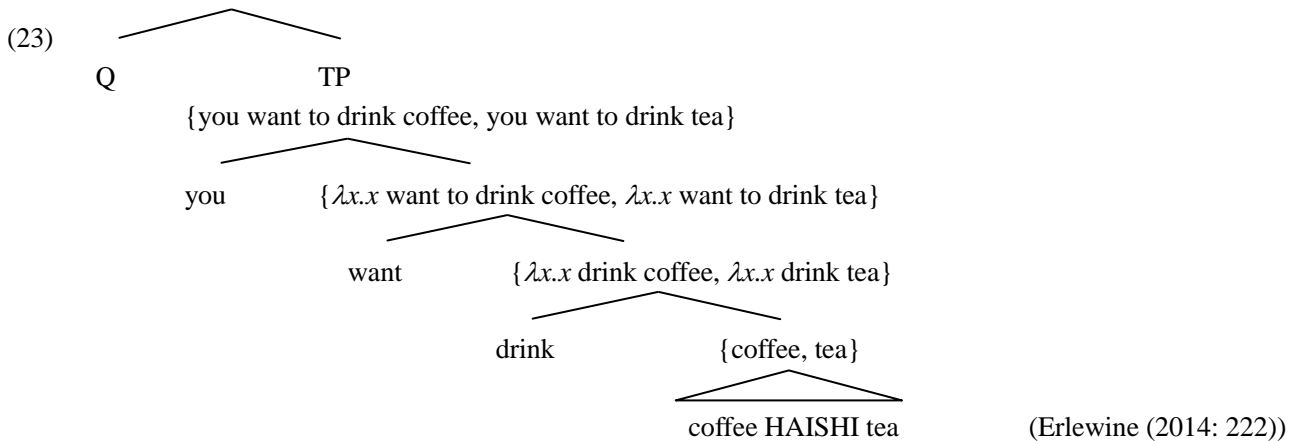 (23)
Q TP
{you want to drink coffee, you want to drink tea}
you {λx.x want to drink coffee, λx.x want to drink tea}
want {λx.x drink coffee, λx.x drink tea}
drink {coffee, tea}
coffee HAISHI tea (Erlewine (2014: 222))